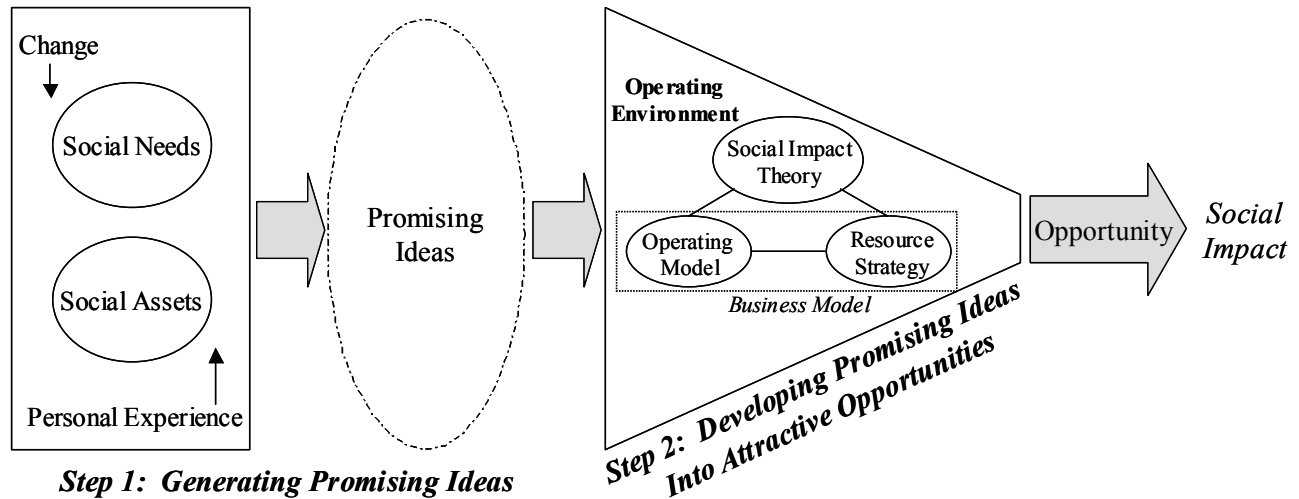 Change
Social Needs
Social Assets
Personal Experience
Step 1: Generating Promising Ideas
Promising
Ideas
Operating
Environment
Social Impact
Theory
Operating
Model
Resource
Strategy
Business Model
Step 2: Developing Promising Ideas
Into Attractive Opportunities
Opportunity
Social
Impact